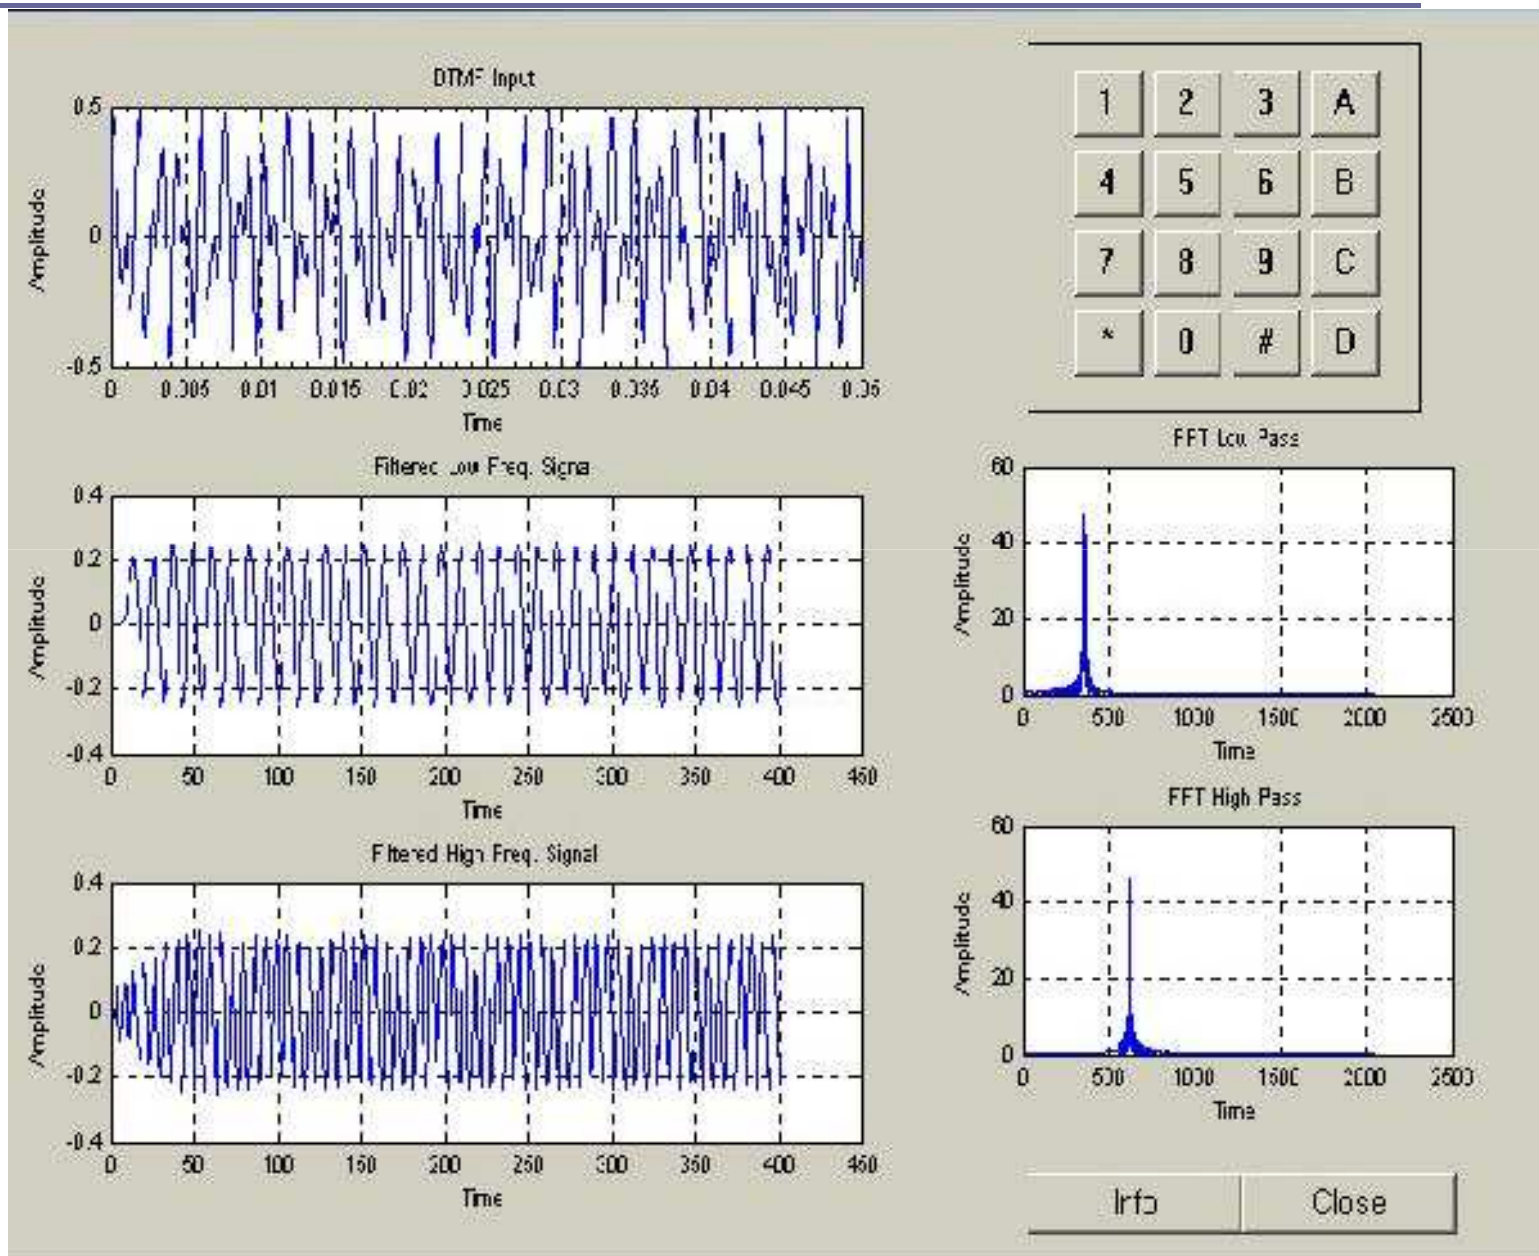 DTMF Input
0.5
0
-0.5
Amplitude
0 0.005 0.01 0.015 0.02 0.025 0.03 0.035 0.04 0.045 0.05
Time
1 2 3 A
4 5 6 B
7 8 9 C
* 0 # D
Filtered Low Freq. Signal
0.4
0.2
0
-0.2
-0.4
Amplitude
0 50 100 150 200 250 300 350 400 450
Time
FFT Low Pass
60
40
20
0
Amplitude
0 500 1000 1500 2000 2500
Time
Filtered High Freq. Signal
0.4
0.2
0
-0.2
-0.4
Amplitude
0 50 100 150 200 250 300 350 400 450
Time
FFT High Pass
60
40
20
0
Amplitude
0 500 1000 1500 2000 2500
Time
Info Close